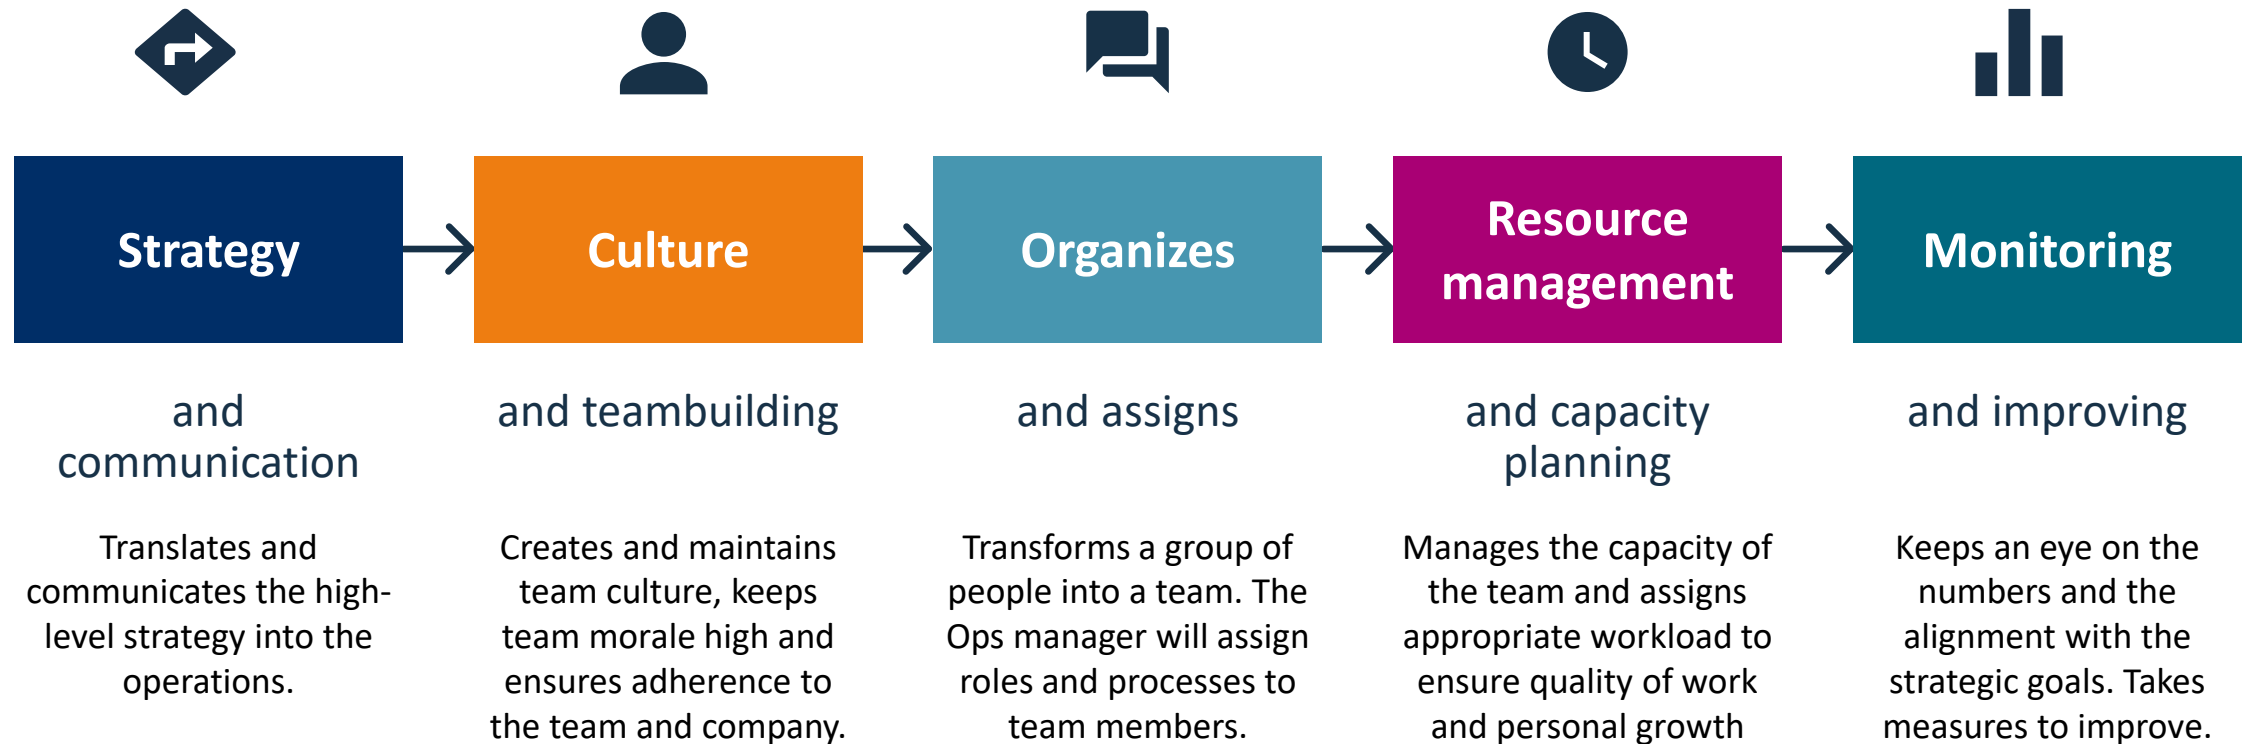 Strategy
and
communication
Translates and
communicates the high-
level strategy into the
operations.
Culture
and teambuilding
Creates and maintains
team culture, keeps
team morale high and
ensures adherence to
the team and company.
Organizes
and assigns
Transforms a group of
people into a team. The
Ops manager will assign
roles and processes to
team members.
Resource
management
and capacity
planning
Manages the capacity of
the team and assigns
appropriate workload to
ensure quality of work
and personal growth
Monitoring
and improving
Keeps an eye on the
numbers and the
alignment with the
strategic goals. Takes
measures to improve.